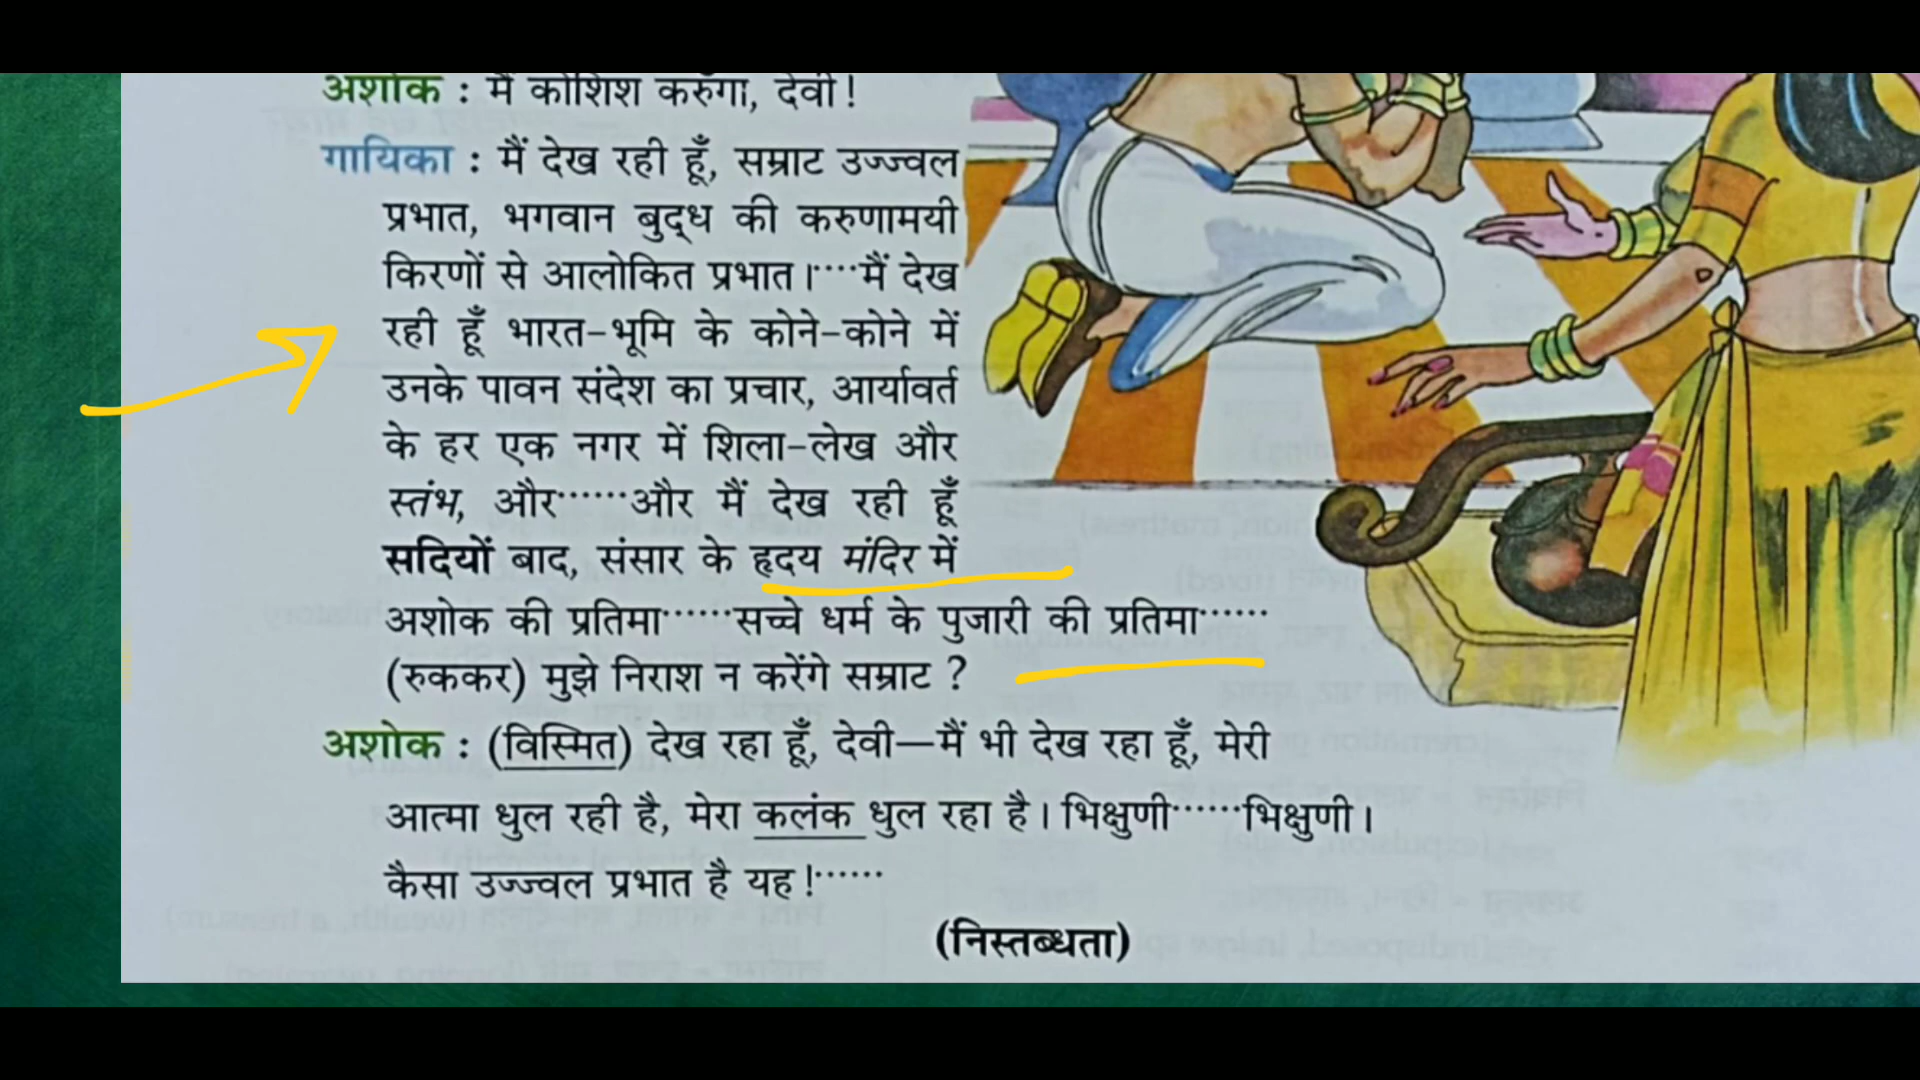 अशोक : मैं कोशिश करुँगा, देवी!
गायिका : मैं देख रही हूँ, सम्राट उज्ज्वल
प्रभात, भगवान बुद्ध की करुणामयी
किरणों से आलोकित प्रभात।····मैं देख
रही हूँ भारत-भूमि के कोने-कोने में
उनके पावन संदेश का प्रचार, आर्यावर्त
के हर एक नगर में शिला-लेख और
स्तंभ, और······और मैं देख रही हूँ
सदियों बाद, संसार के हृदय मंदिर में
अशोक की प्रतिमा······सच्चे धर्म के पुजारी की प्रतिमा······
(रुककर) मुझे निराश न करेंगे सम्राट ?
अशोक : (विस्मित) देख रहा हूँ, देवी—मैं भी देख रहा हूँ, मेरी
आत्मा धुल रही है, मेरा कलंक धुल रहा है। भिक्षुणी······भिक्षुणी।
कैसा उज्ज्वल प्रभात है यह!······
(निस्तब्धता)